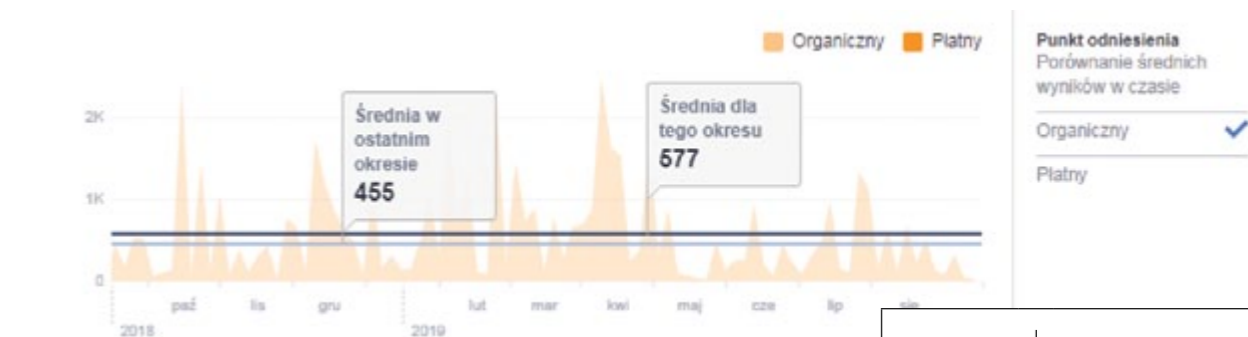 Organiczny Płatny
Punkt odniesienia
Porównanie średnich
wyników w czasie
Organiczny
Płatny
2K
1K
0
Średnia w
ostatnim
okresie
455
Średnia dla
tego okresu
577
paź lis gru lut mar kwi maj cze lip sie
2018 2019